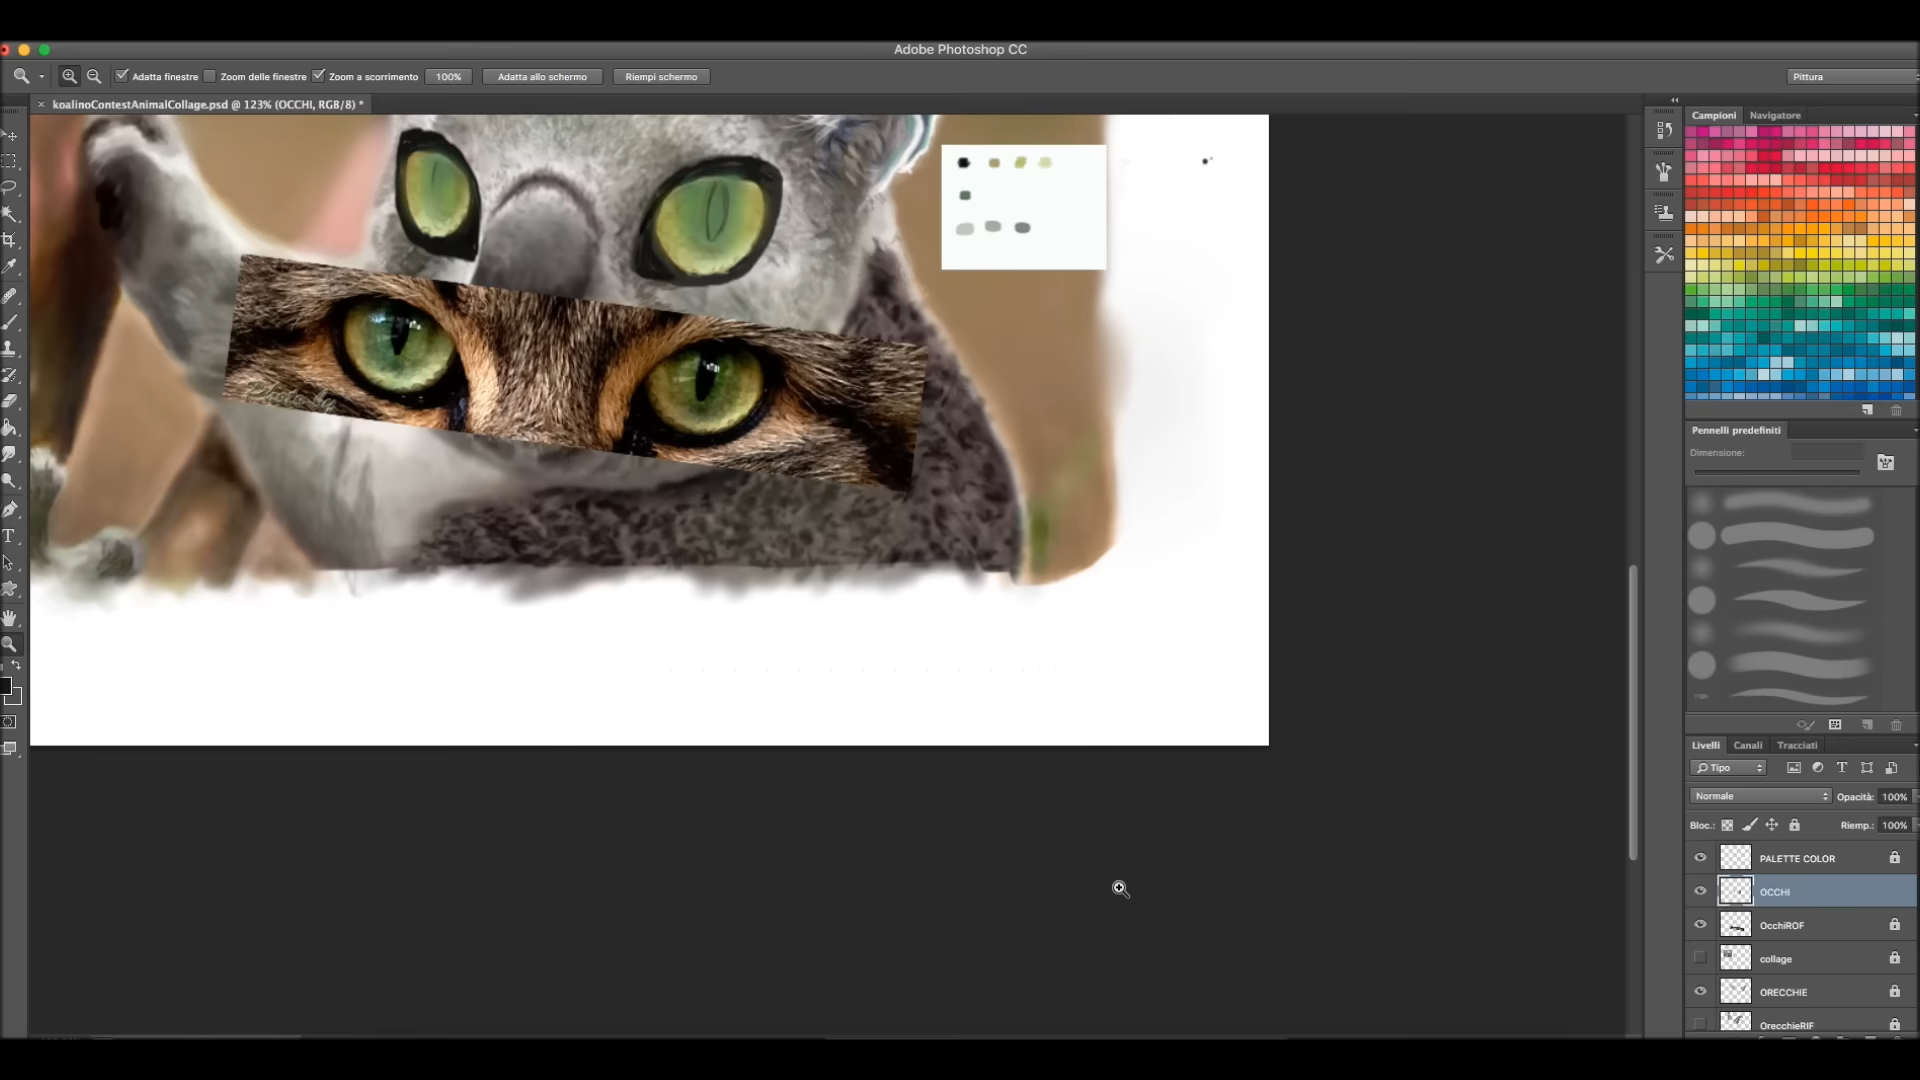 Adobe Photoshop CC
Adatta finestre Zoom delle finestre Zoom a scorrimento 100% Adatta allo schermo Riempi schermo Pittura
× koalinoContestAnimalCollage.psd @ 123% (OCCHI, RGB/8) *
Campioni Navigatore
Pennelli predefiniti
Dimensione:
Livelli Canali Tracciati
Tipo
Normale Opacità: 100%
Bloc.: Riemp.: 100%
PALETTE COLOR
OCCHI
OcchiROF
collage
ORECCHIE
OrecchieRIF